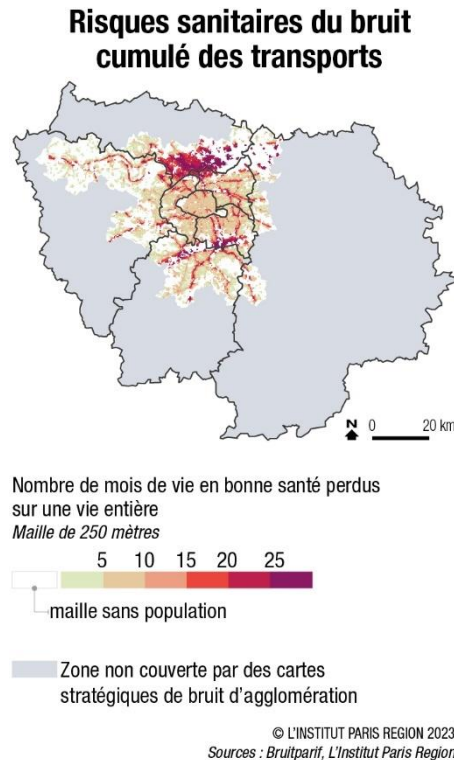 Risques sanitaires du bruit
cumulé des transports
N 0 20 km
Nombre de mois de vie en bonne santé perdus
sur une vie entière
Maille de 250 mètres
5 10 15 20 25
maille sans population
Zone non couverte par des cartes
stratégiques de bruit d'agglomération
© L'INSTITUT PARIS REGION 2023
Sources : Bruitparif, L'Institut Paris Region